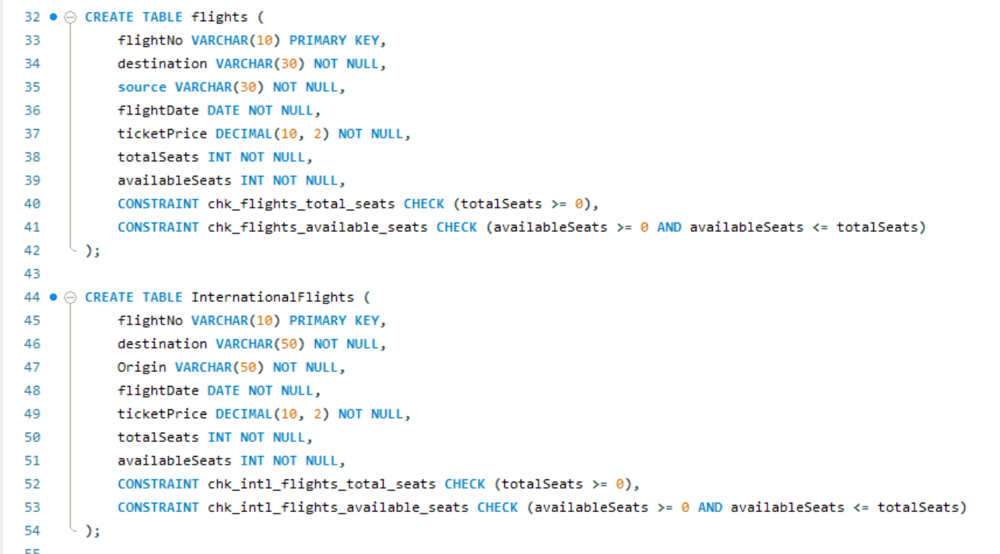 32 CREATE TABLE flights (
33 flightNo VARCHAR(10) PRIMARY KEY,
34 destination VARCHAR(30) NOT NULL,
35 source VARCHAR(30) NOT NULL,
36 flightDate DATE NOT NULL,
37 ticketPrice DECIMAL(10, 2) NOT NULL,
38 totalSeats INT NOT NULL,
39 availableSeats INT NOT NULL,
40 CONSTRAINT chk_flights_total_seats CHECK (totalSeats >= 0),
41 CONSTRAINT chk_flights_available_seats CHECK (availableSeats >= 0 AND availableSeats <= totalSeats)
42 );
43
44 CREATE TABLE InternationalFlights (
45 flightNo VARCHAR(10) PRIMARY KEY,
46 destination VARCHAR(50) NOT NULL,
47 Origin VARCHAR(50) NOT NULL,
48 flightDate DATE NOT NULL,
49 ticketPrice DECIMAL(10, 2) NOT NULL,
50 totalSeats INT NOT NULL,
51 availableSeats INT NOT NULL,
52 CONSTRAINT chk_intl_flights_total_seats CHECK (totalSeats >= 0),
53 CONSTRAINT chk_intl_flights_available_seats CHECK (availableSeats >= 0 AND availableSeats <= totalSeats)
54 );
55